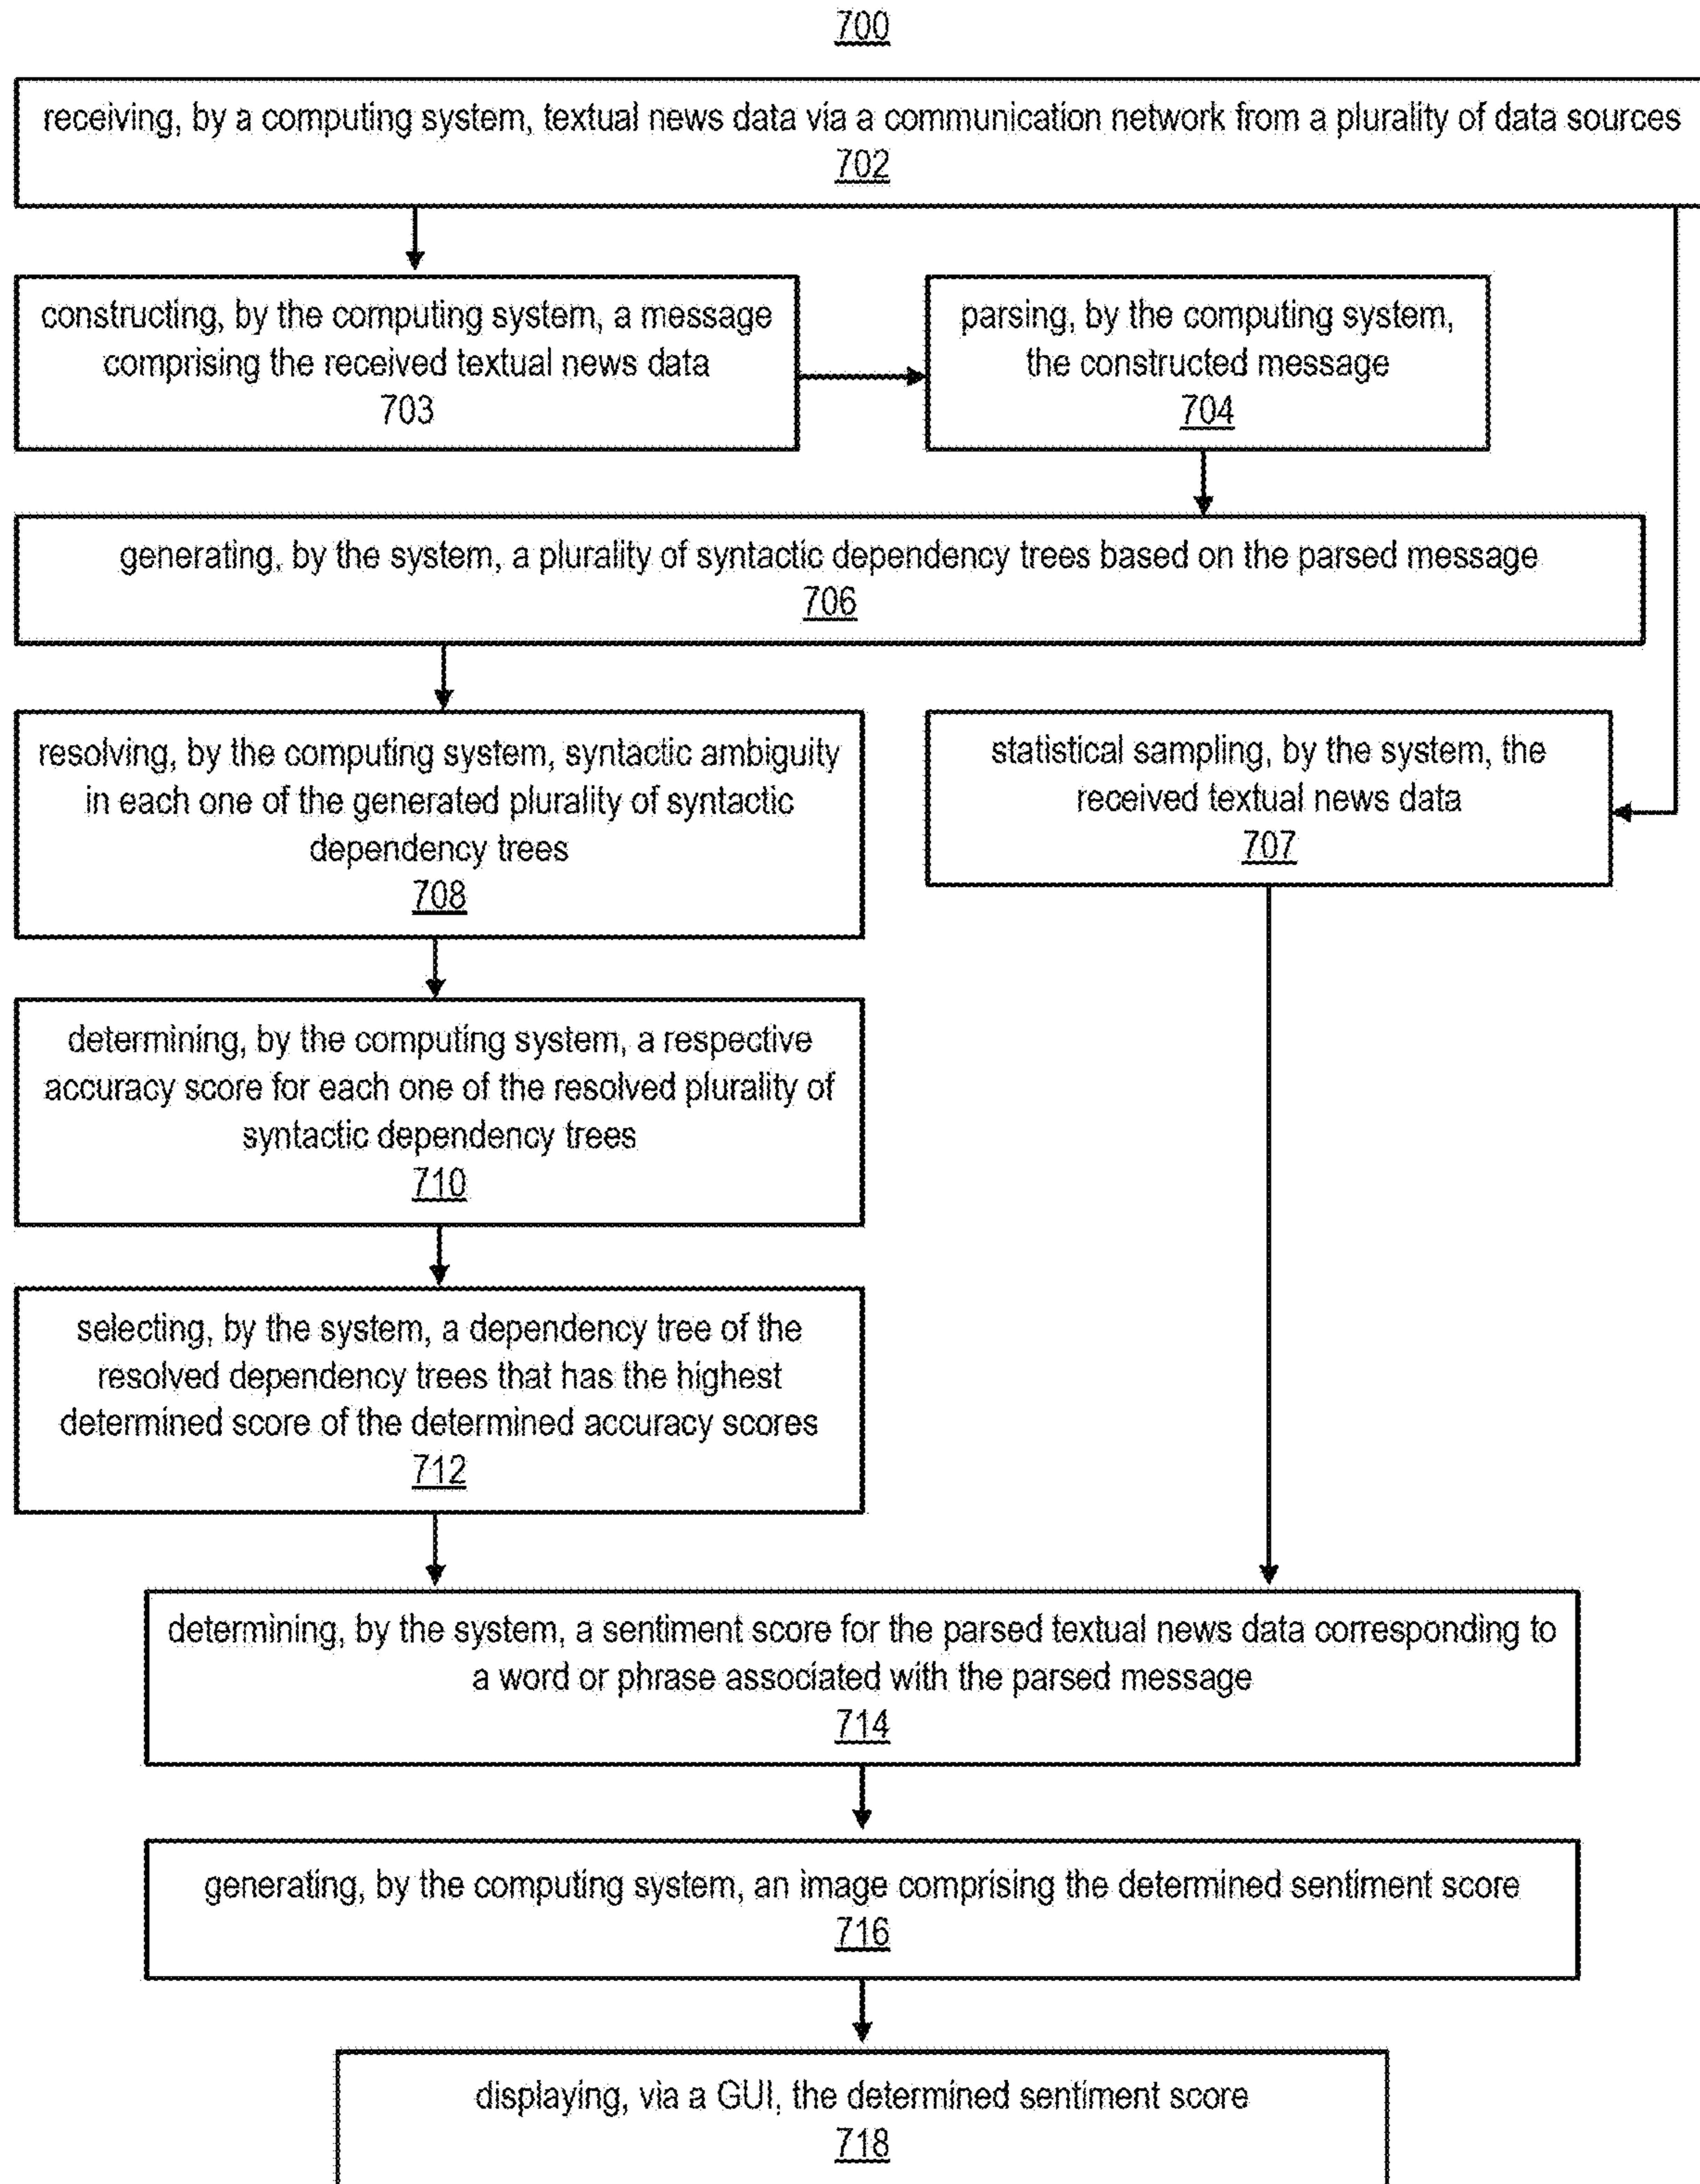 700
receiving, by a computing system, textual news data via a communication network from a plurality of data sources
702
constructing, by the computing system, a message
comprising the received textual news data
703
parsing, by the computing system,
the constructed message
704
generating, by the system, a plurality of syntactic dependency trees based on the parsed message
706
resolving, by the computing system, syntactic ambiguity
in each one of the generated plurality of syntactic
dependency trees
708
statistical sampling, by the system, the
received textual news data
707
determining, by the computing system, a respective
accuracy score for each one of the resolved plurality of
syntactic dependency trees
710
selecting, by the system, a dependency tree of the
resolved dependency trees that has the highest
determined score of the determined accuracy scores
712
determining, by the system, a sentiment score for the parsed textual news data corresponding to
a word or phrase associated with the parsed message
714
generating, by the computing system, an image comprising the determined sentiment score
716
displaying, via a GUI, the determined sentiment score
718